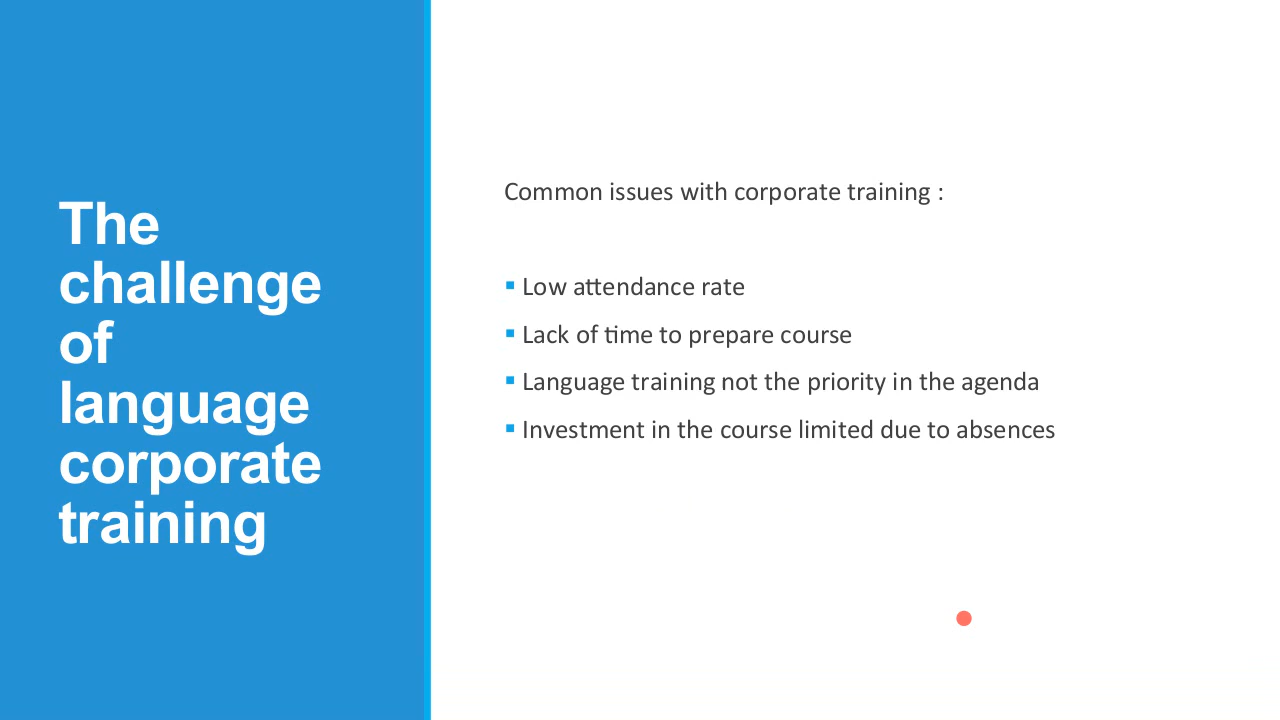 The
challenge
of
language
corporate
training
Common issues with corporate training :
Low attendance rate
Lack of time to prepare course
Language training not the priority in the agenda
Investment in the course limited due to absences